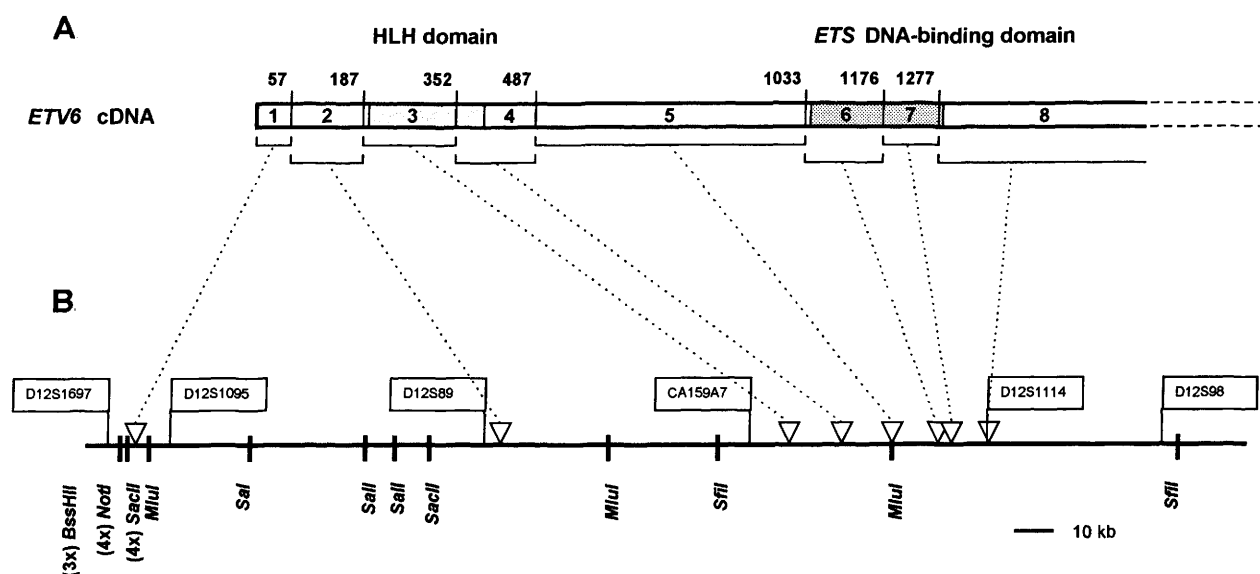 A
HLH domain
ETS DNA-binding domain
57 187 352 487 1033 1176 1277
ETV6 cDNA
1 2 3 4 5 6 7 8
B
D12S1697
D12S1095
D12S89
CA159A7
D12S1114
D12S98
(3x) BssHII
(4x) NotI
(4x) SacII
MluI
SalI
SalI
SalI
SacII
MluI
SfiI
MluI
SfiI
10 kb